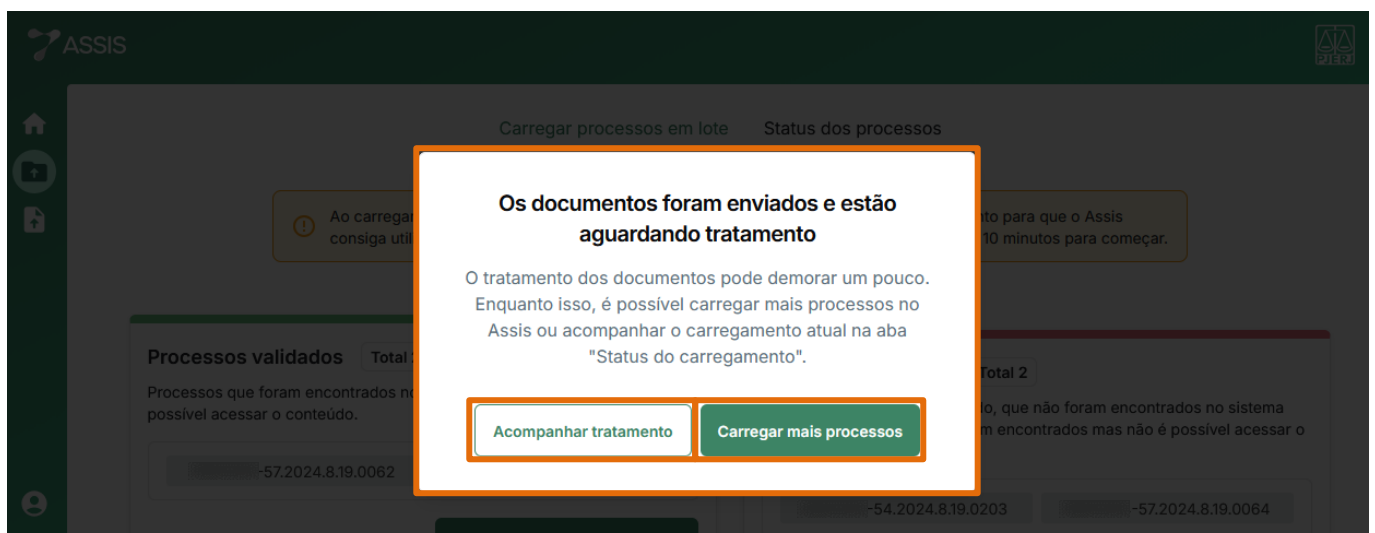 ASSIS
PJERJ
Carregar processos em lote
Status dos processos
Ao carregar
consiga util
para que o Assis
10 minutos para começar.
Os documentos foram enviados e estão
aguardando tratamento
O tratamento dos documentos pode demorar um pouco.
Enquanto isso, é possível carregar mais processos no
Assis ou acompanhar o carregamento atual na aba
"Status do carregamento".
Acompanhar tratamento
Carregar mais processos
Processos validados
Total
Processos que foram encontrados no
possível acessar o conteúdo.
-57.2024.8.19.0062
Total 2
, que não foram encontrados no sistema
encontrados mas não é possível acessar o
-54.2024.8.19.0203
-57.2024.8.19.0064